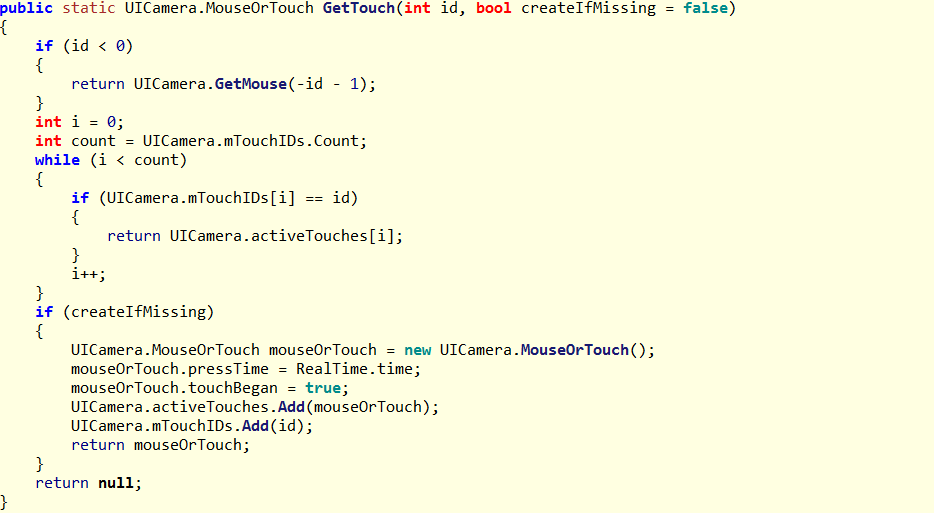 public static UICamera.MouseOrTouch GetTouch(int id, bool createIfMissing = false)
{
    if (id < 0)
    {
        return UICamera.GetMouse(-id - 1);
    }
    int i = 0;
    int count = UICamera.mTouchIDs.Count;
    while (i < count)
    {
        if (UICamera.mTouchIDs[i] == id)
        {
            return UICamera.activeTouches[i];
        }
        i++;
    }
    if (createIfMissing)
    {
        UICamera.MouseOrTouch mouseOrTouch = new UICamera.MouseOrTouch();
        mouseOrTouch.pressTime = RealTime.time;
        mouseOrTouch.touchBegan = true;
        UICamera.activeTouches.Add(mouseOrTouch);
        UICamera.mTouchIDs.Add(id);
        return mouseOrTouch;
    }
    return null;
}